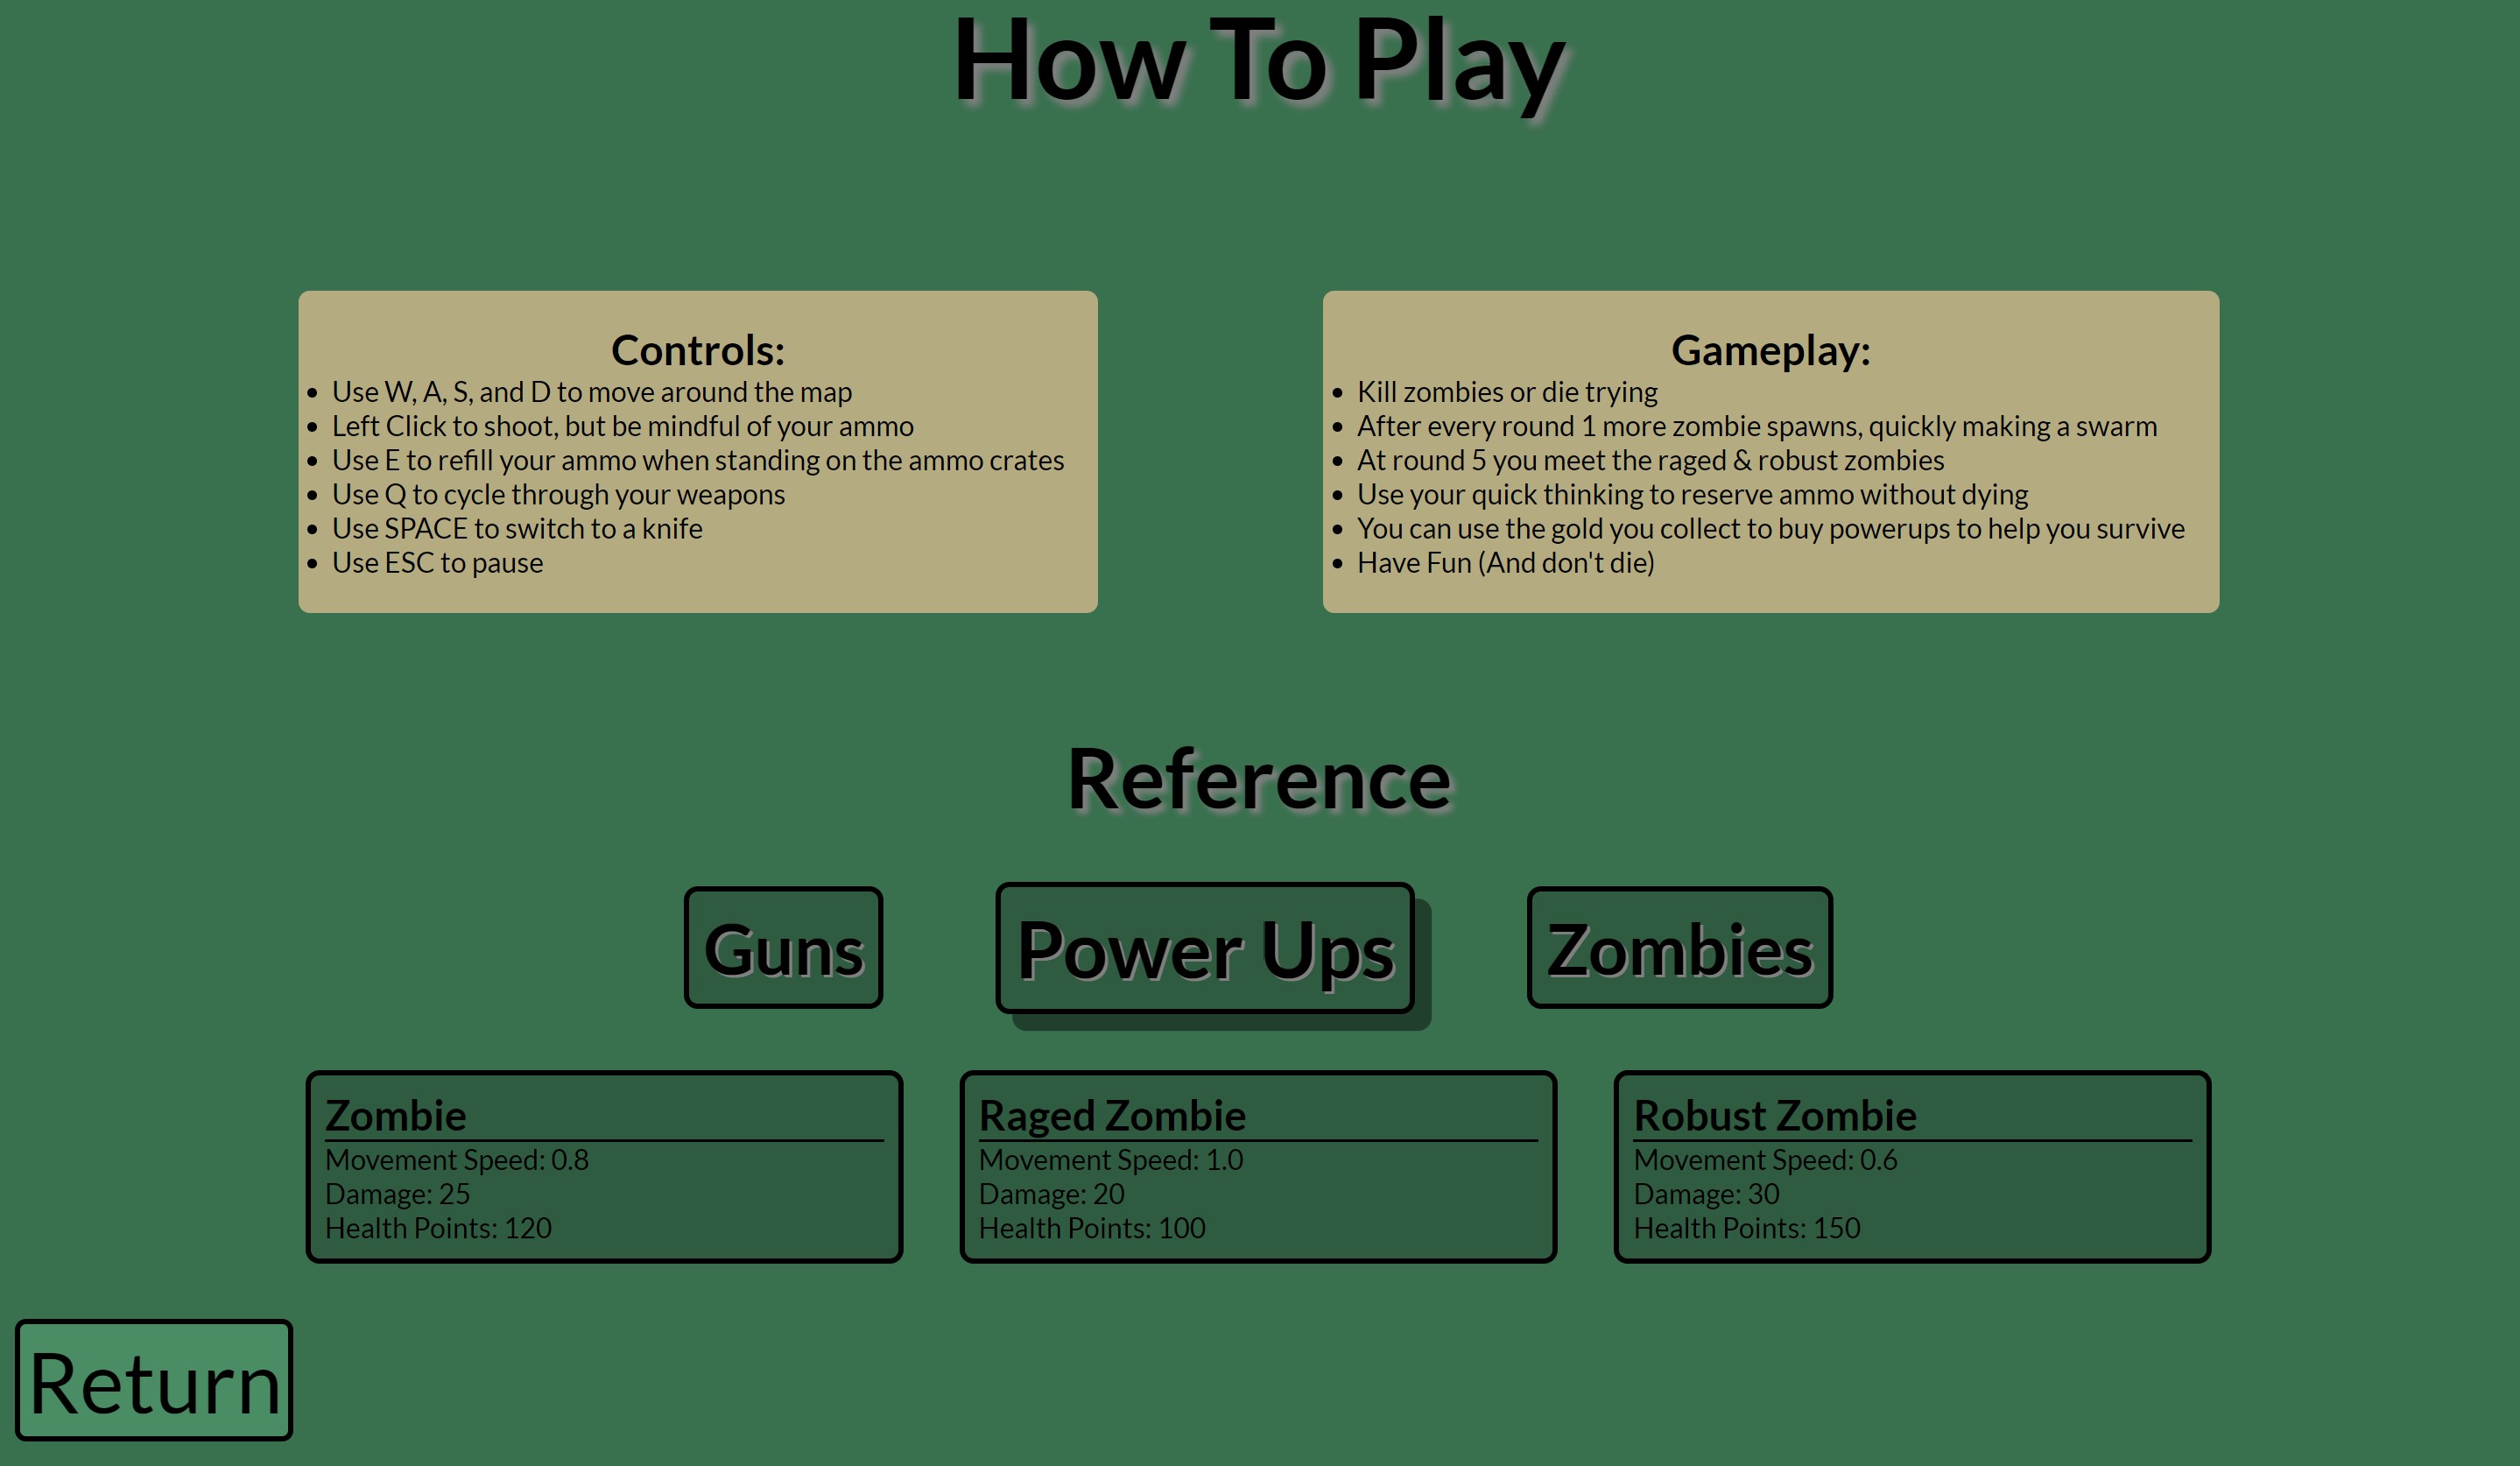 How To Play
Controls:
Use W, A, S, and D to move around the map
Left Click to shoot, but be mindful of your ammo
Use E to refill your ammo when standing on the ammo crates
Use Q to cycle through your weapons
Use SPACE to switch to a knife
Use ESC to pause
Gameplay:
Kill zombies or die trying
After every round 1 more zombie spawns, quickly making a swarm
At round 5 you meet the raged & robust zombies
Use your quick thinking to reserve ammo without dying
You can use the gold you collect to buy powerups to help you survive
Have Fun (And don't die)
Reference
Guns
Power Ups
Zombies
Zombie
Movement Speed: 0.8
Damage: 25
Health Points: 120
Raged Zombie
Movement Speed: 1.0
Damage: 20
Health Points: 100
Robust Zombie
Movement Speed: 0.6
Damage: 30
Health Points: 150
Return